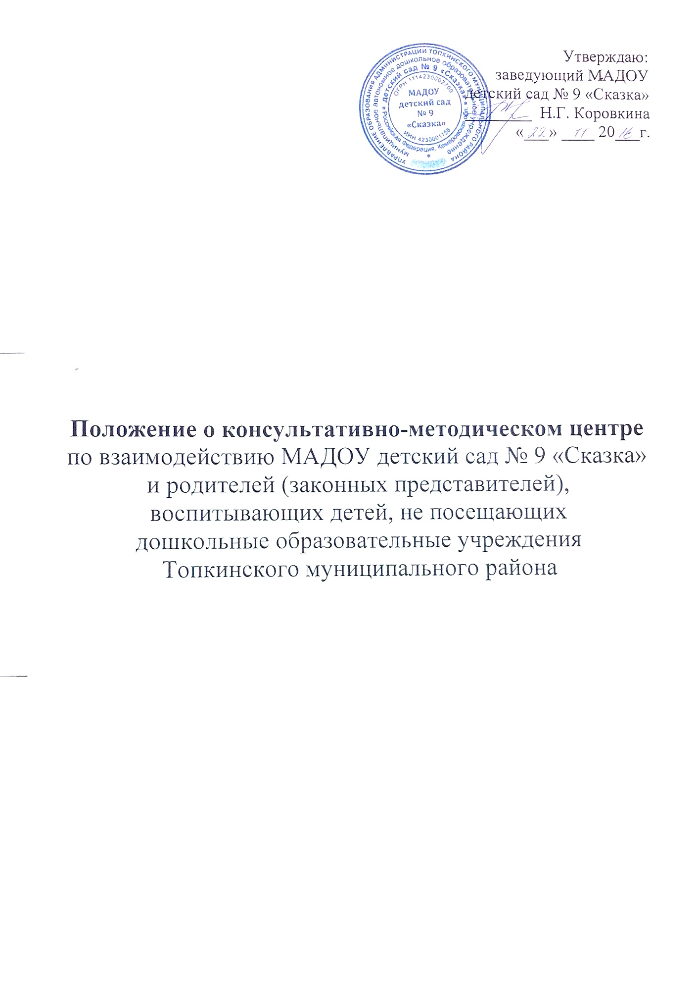 Утверждаю:
заведующий МАДОУ
детский сад № 9 «Сказка»
Н.Г. Коровкина
«22» 11 2016 г.
УПРАВЛЕНИЕ ОБРАЗОВАНИЯ АДМИНИСТРАЦИИ ТОПКИНСКОГО МУНИЦИПАЛЬНОГО РАЙОНА
муниципальное автономное дошкольное образовательное учреждение
* детский сад № 9 «Сказка» *
Российская Федерация, Кемеровская обл.
ОГРН 1114230002700
МАДОУ
детский сад
№ 9
«Сказка»
ИНН 4230001158
Положение о консультативно-методическом центре
по взаимодействию МАДОУ детский сад № 9 «Сказка»
и родителей (законных представителей),
воспитывающих детей, не посещающих
дошкольные образовательные учреждения
Топкинского муниципального района